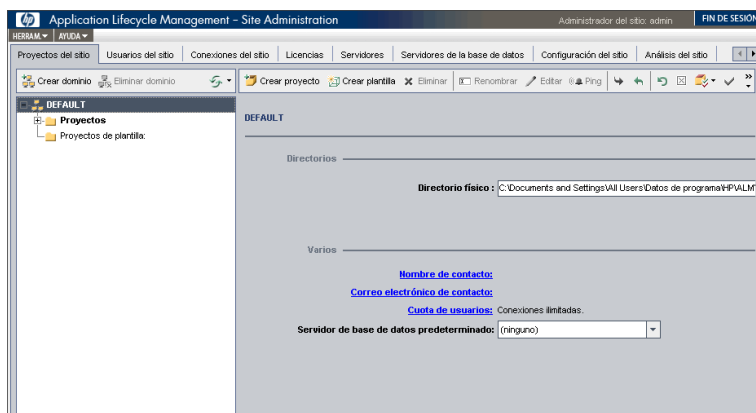 hp Application Lifecycle Management – Site Administration
Administrador del sitio: admin
FIN DE SESIÓN
HERRAM. AYUDA
Proyectos del sitio Usuarios del sitio Conexiones del sitio Licencias Servidores Servidores de la base de datos Configuración del sitio Análisis del sitio
Crear dominio Eliminar dominio
Crear proyecto Crear plantilla Eliminar Renombrar Editar Ping
DEFAULT
Proyectos
Proyectos de plantilla:
DEFAULT
Directorios
Directorio físico : C:\Documents and Settings\All Users\Datos de programa\HP\ALM\
Varios
Nombre de contacto:
Correo electrónico de contacto:
Cuota de usuarios: Conexiones ilimitadas.
Servidor de base de datos predeterminado: (ninguno)